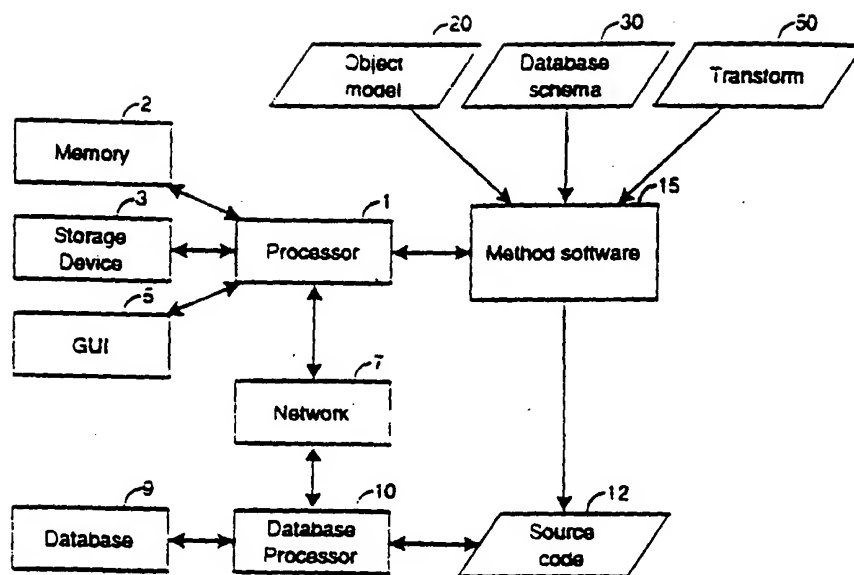 20
30
50
Object
model
Database
schema
Transform
2
Memory
15
3
Storage
Device
1
Processor
Method software
5
GUI
7
Network
9
Database
10
Database
Processor
12
Source
code